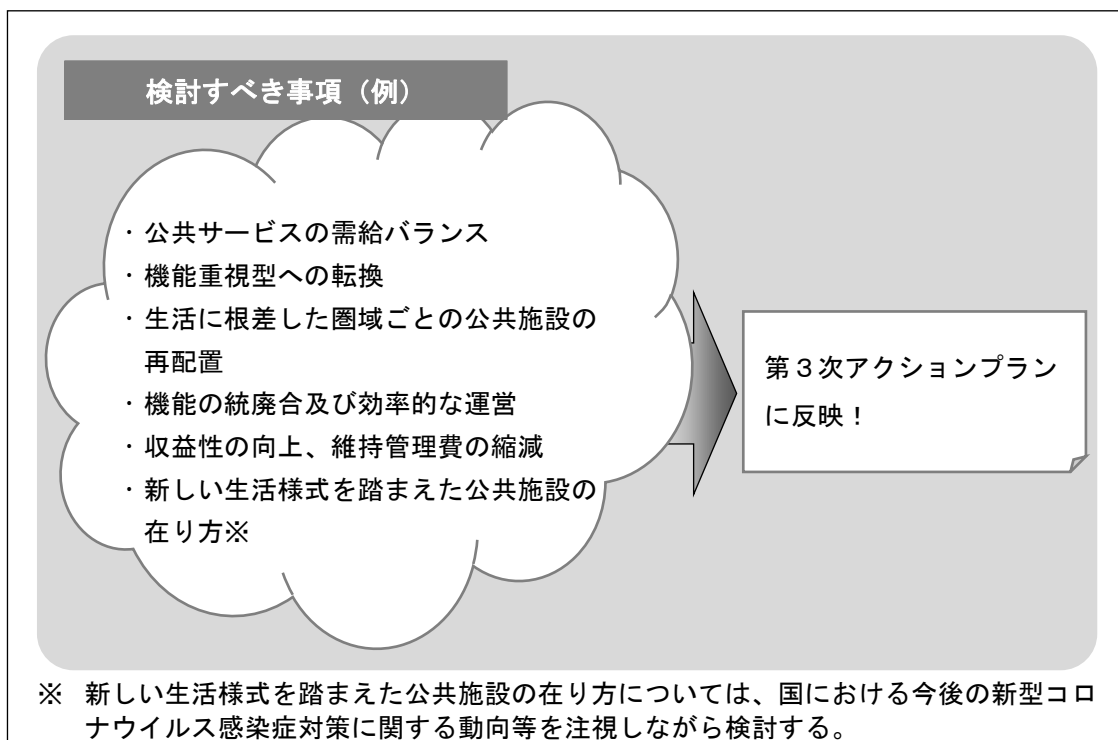 検討すべき事項（例）
・公共サービスの需給バランス
・機能重視型への転換
・生活に根差した圏域ごとの公共施設の
再配置
・機能の統廃合及び効率的な運営
・収益性の向上、維持管理費の縮減
・新しい生活様式を踏まえた公共施設の
在り方※
第３次アクションプラン
に反映！
※　新しい生活様式を踏まえた公共施設の在り方については、国における今後の新型コロ
ナウイルス感染症対策に関する動向等を注視しながら検討する。